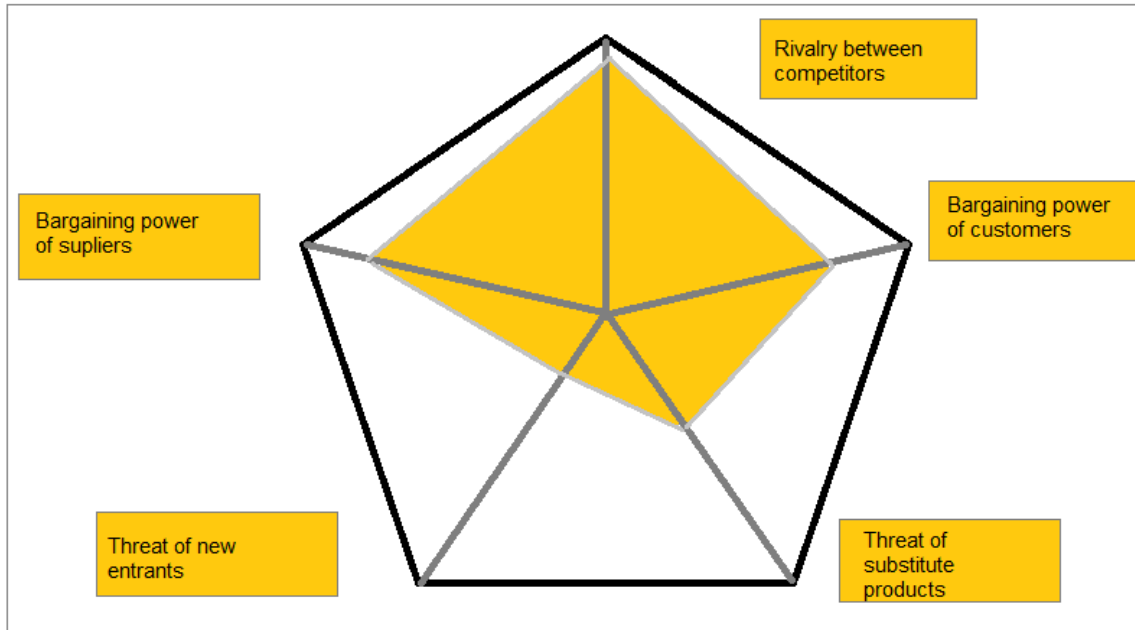 Rivalry between
competitors
Bargaining power
of supliers
Bargaining power
of customers
Threat of new
entrants
Threat of
substitute
products